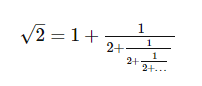 √2 = 1 + 1/(2+1/(2+1/(2+...)))